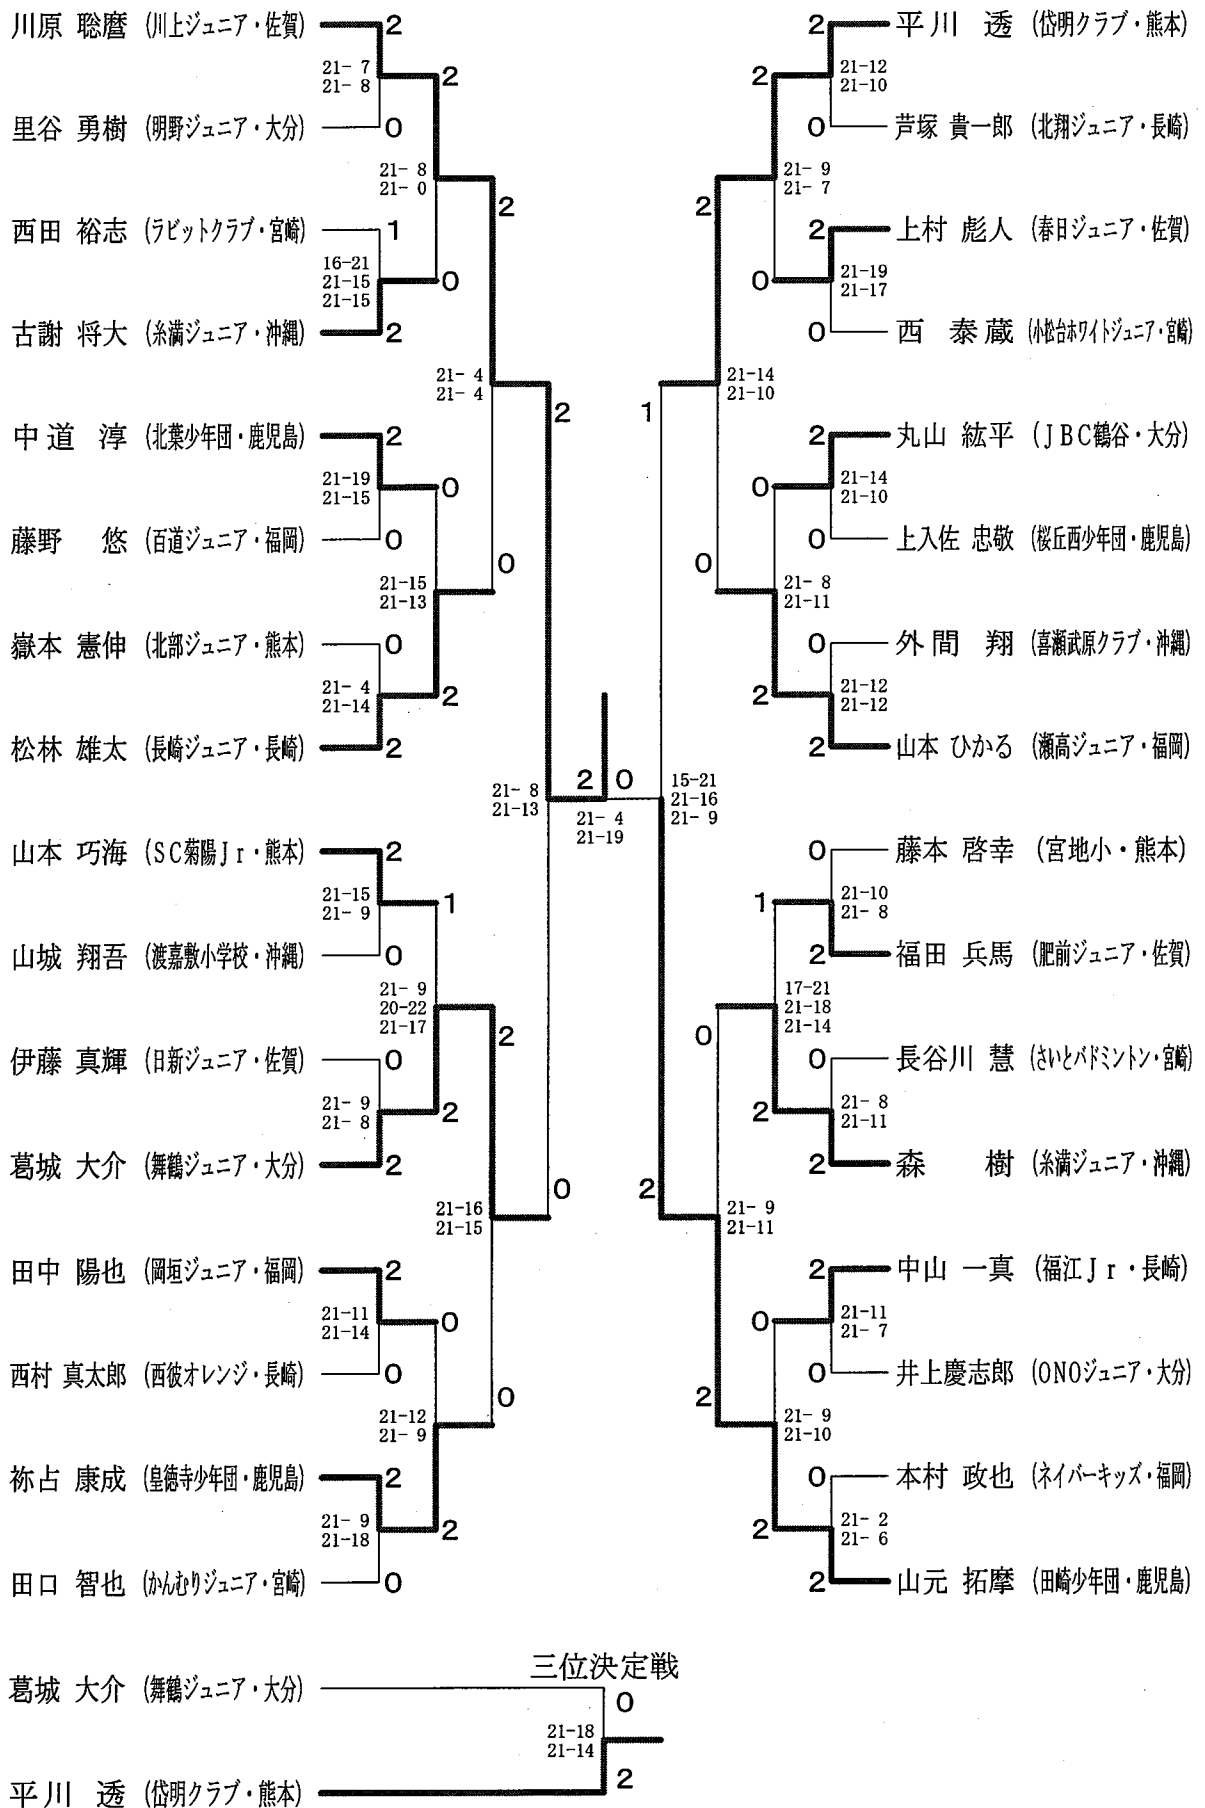 川原 聡麿 (川上ジュニア・佐賀) 2
21- 7
21- 8
2
里谷 勇樹 (明野ジュニア・大分) 0
21- 8
21- 0
2
西田 裕志 (ラビットクラブ・宮崎) 1
16-21
21-15
21-15
0
古謝 将大 (糸満ジュニア・沖縄) 2
21- 4
21- 4
2
中道 淳 (北葉少年団・鹿児島) 2
21-19
21-15
0
藤野 悠 (百道ジュニア・福岡) 0
21-15
21-13
0
嶽本 憲伸 (北部ジュニア・熊本) 0
21- 4
21-14
2
松林 雄太 (長崎ジュニア・長崎) 2
21- 8
21-13
山本 巧海 (SC菊陽Jr・熊本) 2
21-15
21- 9
1
山城 翔吾 (渡嘉敷小学校・沖縄) 0
21- 9
20-22
21-17
2
伊藤 真輝 (日新ジュニア・佐賀) 0
21- 9
21- 8
2
葛城 大介 (舞鶴ジュニア・大分) 2
21-16
21-15
0
田中 陽也 (岡垣ジュニア・福岡) 2
21-11
21-14
0
西村 真太郎 (西彼オレンジ・長崎) 0
21-12
21- 9
0
祢占 康成 (皇徳寺少年団・鹿児島) 2
21- 9
21-18
2
田口 智也 (かんむりジュニア・宮崎) 0
2 0
21- 4
21-19
2 平川 透 (岱明クラブ・熊本)
2
21-12
21-10
0 芦塚 貴一郎 (北翔ジュニア・長崎)
21- 9
21- 7
2
2 上村 彪人 (春日ジュニア・佐賀)
0
21-19
21-17
0 西 泰蔵 (小松台ホワイトジュニア・宮崎)
21-14
21-10
1
2 丸山 紘平 (JBC鶴谷・大分)
0
21-14
21-10
0 上入佐 忠敬 (桜丘西少年団・鹿児島)
0
21- 8
21-11
0 外間 翔 (喜瀬武原クラブ・沖縄)
2
21-12
21-12
2 山本 ひかる (瀬高ジュニア・福岡)
15-21
21-16
21- 9
0 藤本 啓幸 (宮地小・熊本)
1
21-10
21- 8
2 福田 兵馬 (肥前ジュニア・佐賀)
0
17-21
21-18
21-14
0 長谷川 慧 (さいとバドミントン・宮崎)
2
21- 8
21-11
2 森 樹 (糸満ジュニア・沖縄)
2
21- 9
21-11
2 中山 一真 (福江Jr・長崎)
0
21-11
21- 7
0 井上慶志郎 (ONOジュニア・大分)
2
21- 9
21-10
0 本村 政也 (ネイバーキッズ・福岡)
2
21- 2
21- 6
2 山元 拓摩 (田崎少年団・鹿児島)
三位決定戦
葛城 大介 (舞鶴ジュニア・大分) 0
21-18
21-14
平川 透 (岱明クラブ・熊本) 2